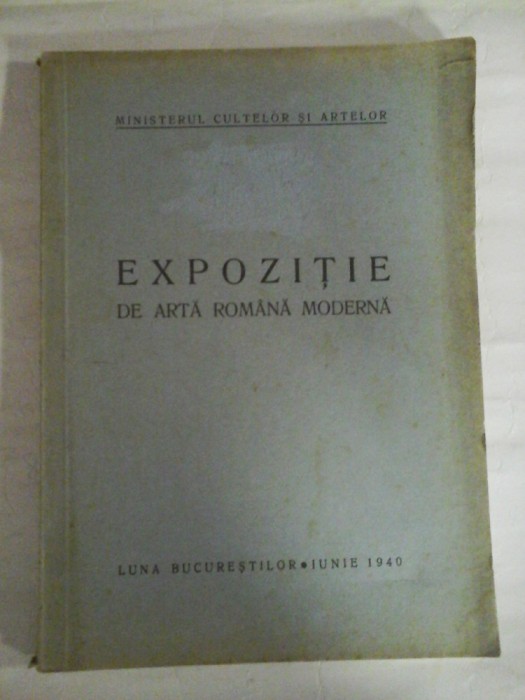 MINISTERUL CULTELOR ȘI ARTELOR
EXPOZIȚIE
DE ARTĂ ROMÂNĂ MODERNĂ
LUNA BUCUREȘTILOR • IUNIE 1940